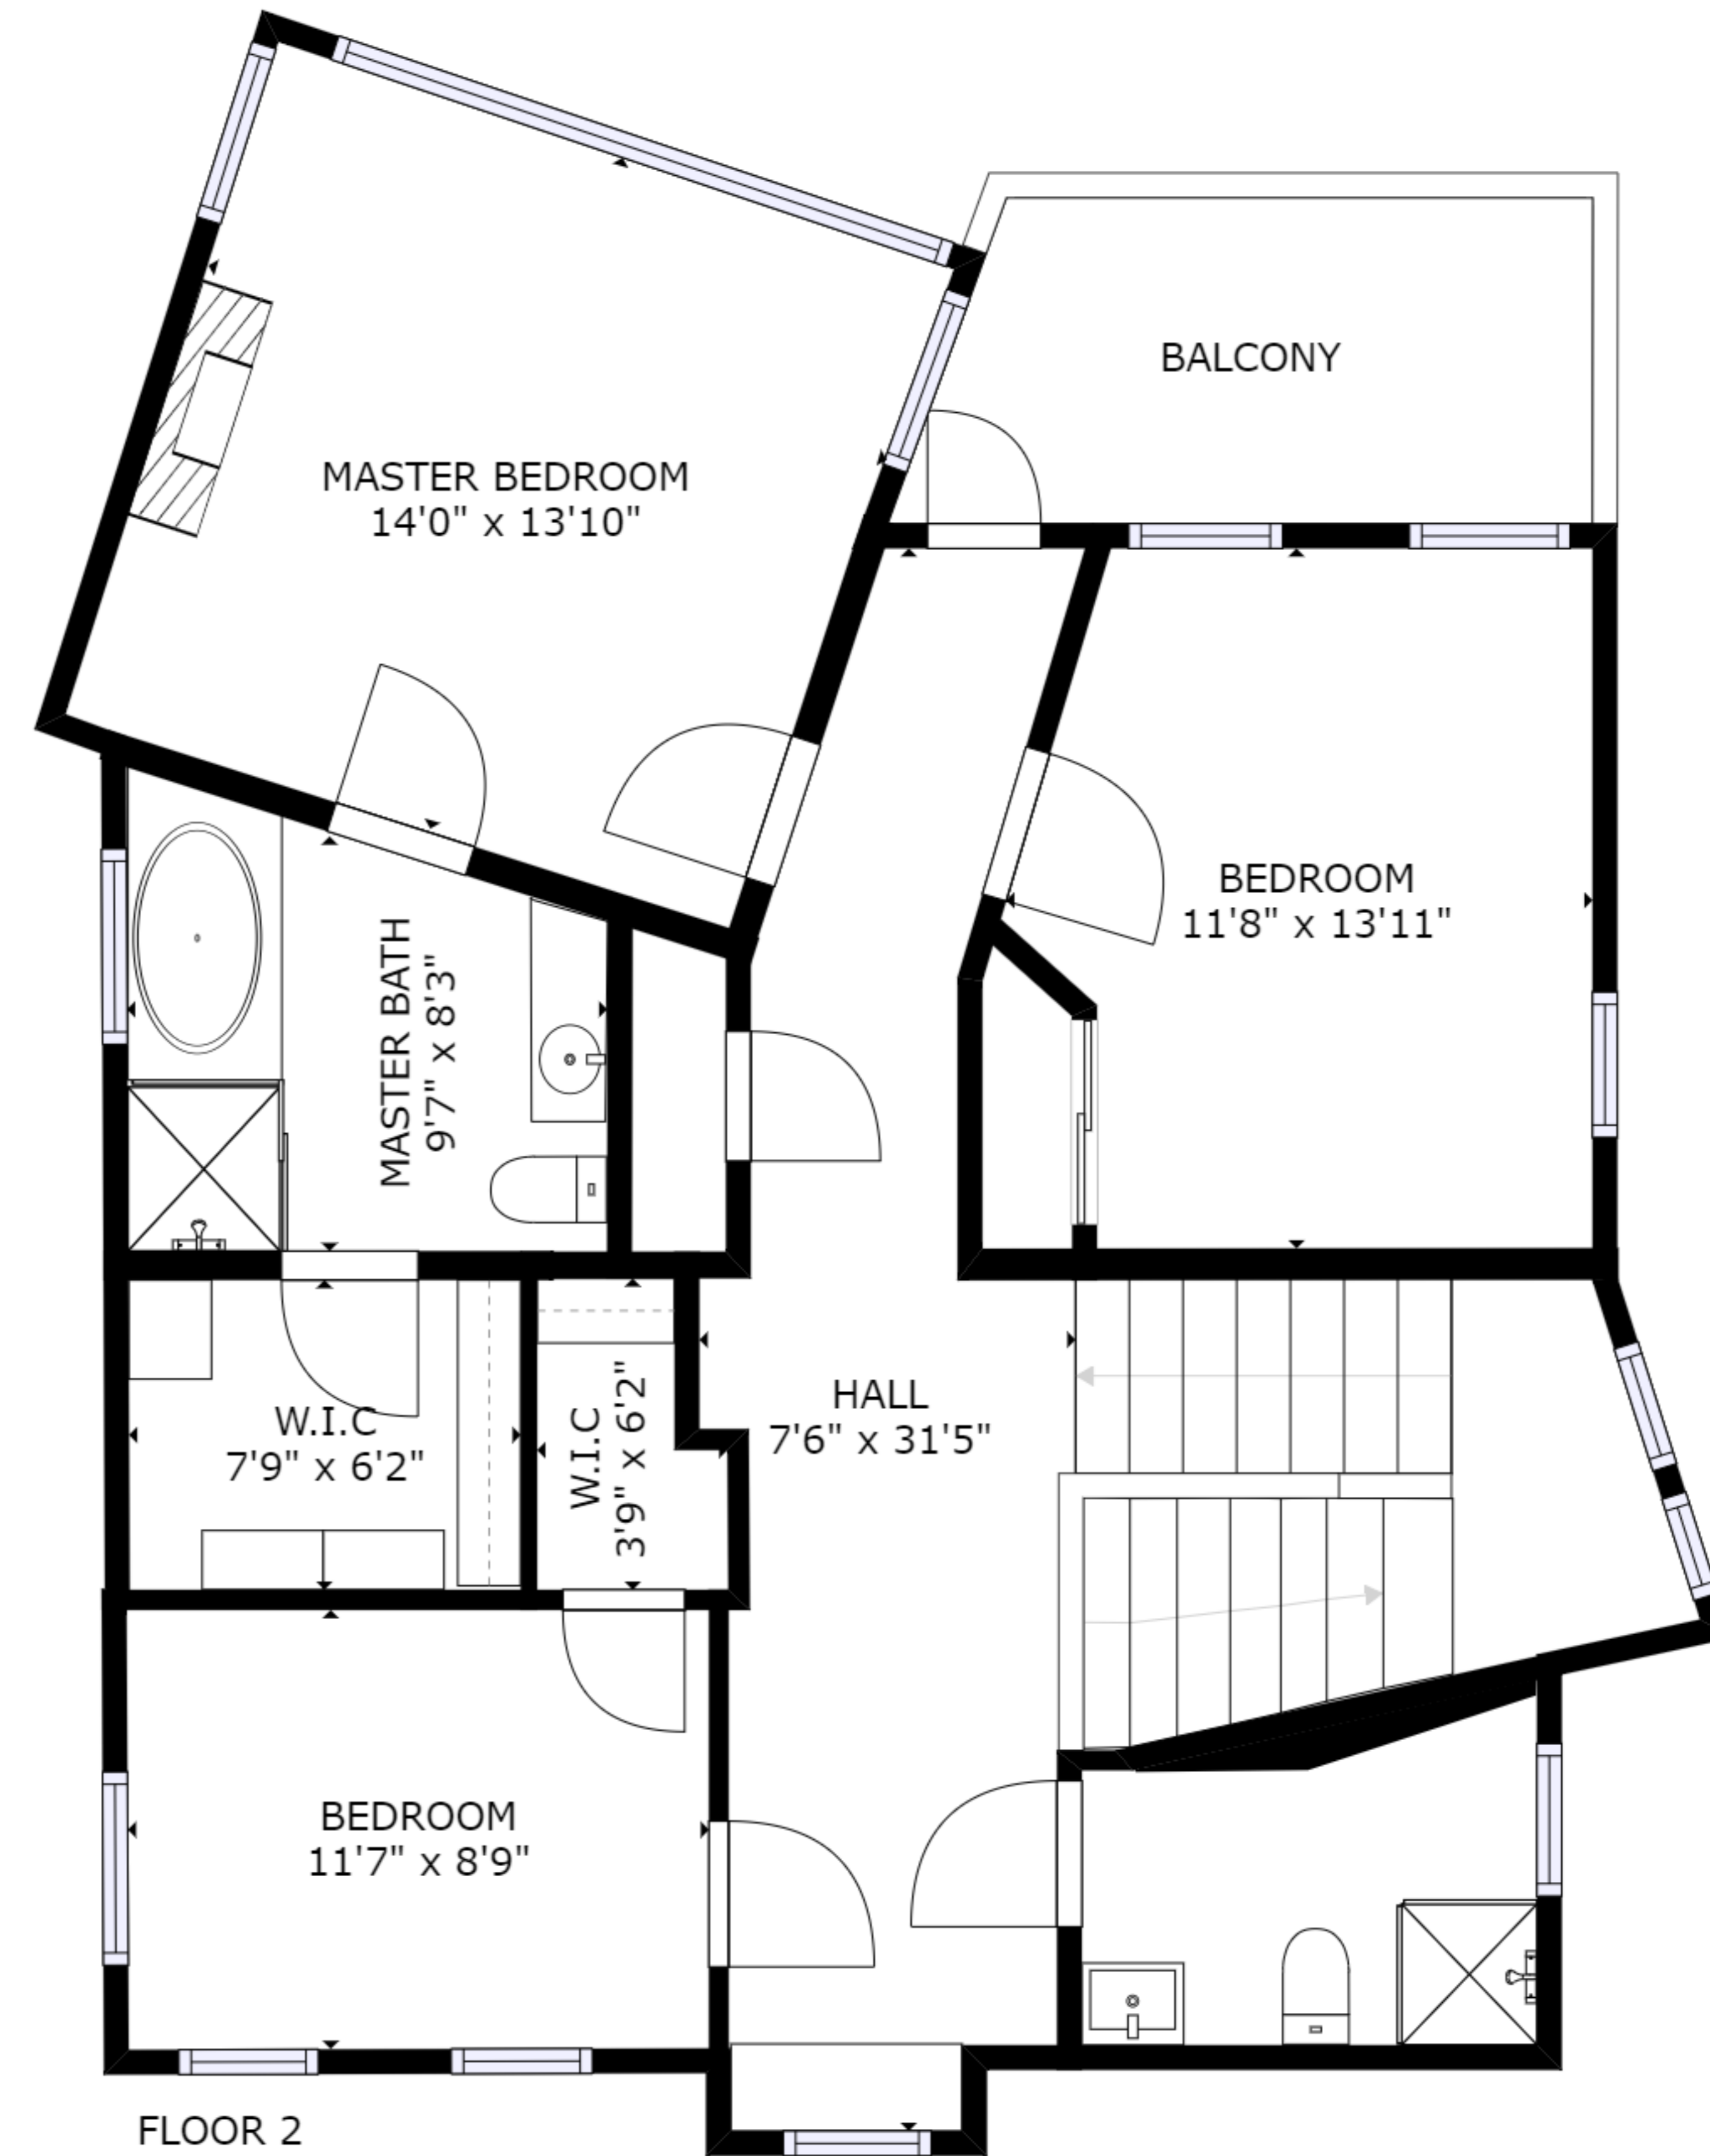 BALCONY
MASTER BEDROOM
14'0" x 13'10"
BEDROOM
11'8" x 13'11"
MASTER BATH
9'7" x 8'3"
HALL
7'6" x 31'5"
W.I.C
7'9" x 6'2"
W.I.C
3'9" x 6'2"
BEDROOM
11'7" x 8'9"
FLOOR 2